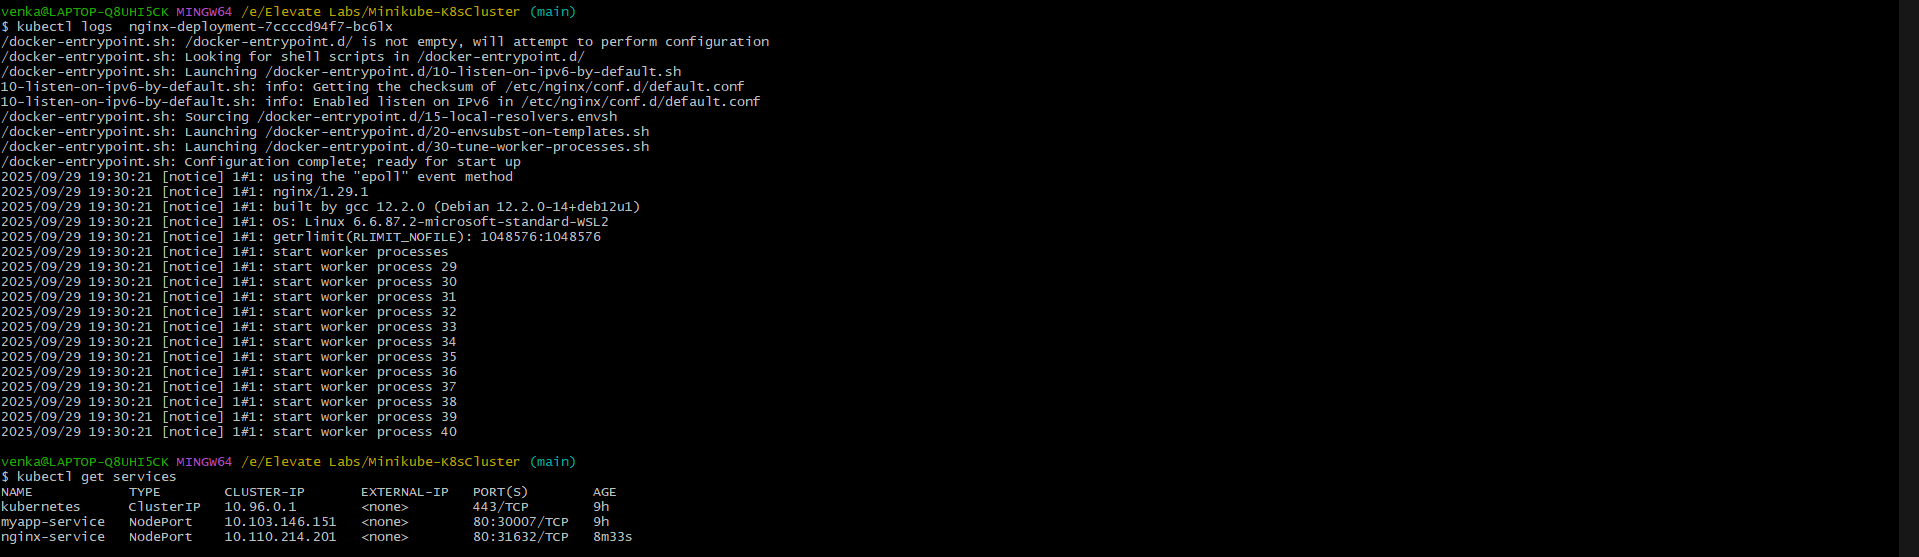 venka@LAPTOP-Q8UHI5CK MINGW64 /e/Elevate Labs/Minikube-K8sCluster (main)
$ kubectl logs  nginx-deployment-7ccccd94f7-bc6lx
/docker-entrypoint.sh: /docker-entrypoint.d/ is not empty, will attempt to perform configuration
/docker-entrypoint.sh: Looking for shell scripts in /docker-entrypoint.d/
/docker-entrypoint.sh: Launching /docker-entrypoint.d/10-listen-on-ipv6-by-default.sh
10-listen-on-ipv6-by-default.sh: info: Getting the checksum of /etc/nginx/conf.d/default.conf
10-listen-on-ipv6-by-default.sh: info: Enabled listen on IPv6 in /etc/nginx/conf.d/default.conf
/docker-entrypoint.sh: Sourcing /docker-entrypoint.d/15-local-resolvers.envsh
/docker-entrypoint.sh: Launching /docker-entrypoint.d/20-envsubst-on-templates.sh
/docker-entrypoint.sh: Launching /docker-entrypoint.d/30-tune-worker-processes.sh
/docker-entrypoint.sh: Configuration complete; ready for start up
2025/09/29 19:30:21 [notice] 1#1: using the "epoll" event method
2025/09/29 19:30:21 [notice] 1#1: nginx/1.29.1
2025/09/29 19:30:21 [notice] 1#1: built by gcc 12.2.0 (Debian 12.2.0-14+deb12u1)
2025/09/29 19:30:21 [notice] 1#1: OS: Linux 6.6.87.2-microsoft-standard-WSL2
2025/09/29 19:30:21 [notice] 1#1: getrlimit(RLIMIT_NOFILE): 1048576:1048576
2025/09/29 19:30:21 [notice] 1#1: start worker processes
2025/09/29 19:30:21 [notice] 1#1: start worker process 29
2025/09/29 19:30:21 [notice] 1#1: start worker process 30
2025/09/29 19:30:21 [notice] 1#1: start worker process 31
2025/09/29 19:30:21 [notice] 1#1: start worker process 32
2025/09/29 19:30:21 [notice] 1#1: start worker process 33
2025/09/29 19:30:21 [notice] 1#1: start worker process 34
2025/09/29 19:30:21 [notice] 1#1: start worker process 35
2025/09/29 19:30:21 [notice] 1#1: start worker process 36
2025/09/29 19:30:21 [notice] 1#1: start worker process 37
2025/09/29 19:30:21 [notice] 1#1: start worker process 38
2025/09/29 19:30:21 [notice] 1#1: start worker process 39
2025/09/29 19:30:21 [notice] 1#1: start worker process 40
venka@LAPTOP-Q8UHI5CK MINGW64 /e/Elevate Labs/Minikube-K8sCluster (main)
$ kubectl get services
NAME            TYPE        CLUSTER-IP       EXTERNAL-IP   PORT(S)        AGE
kubernetes      ClusterIP   10.96.0.1        <none>        443/TCP        9h
myapp-service   NodePort    10.103.146.151   <none>        80:30007/TCP   9h
nginx-service   NodePort    10.110.214.201   <none>        80:31632/TCP   8m33s